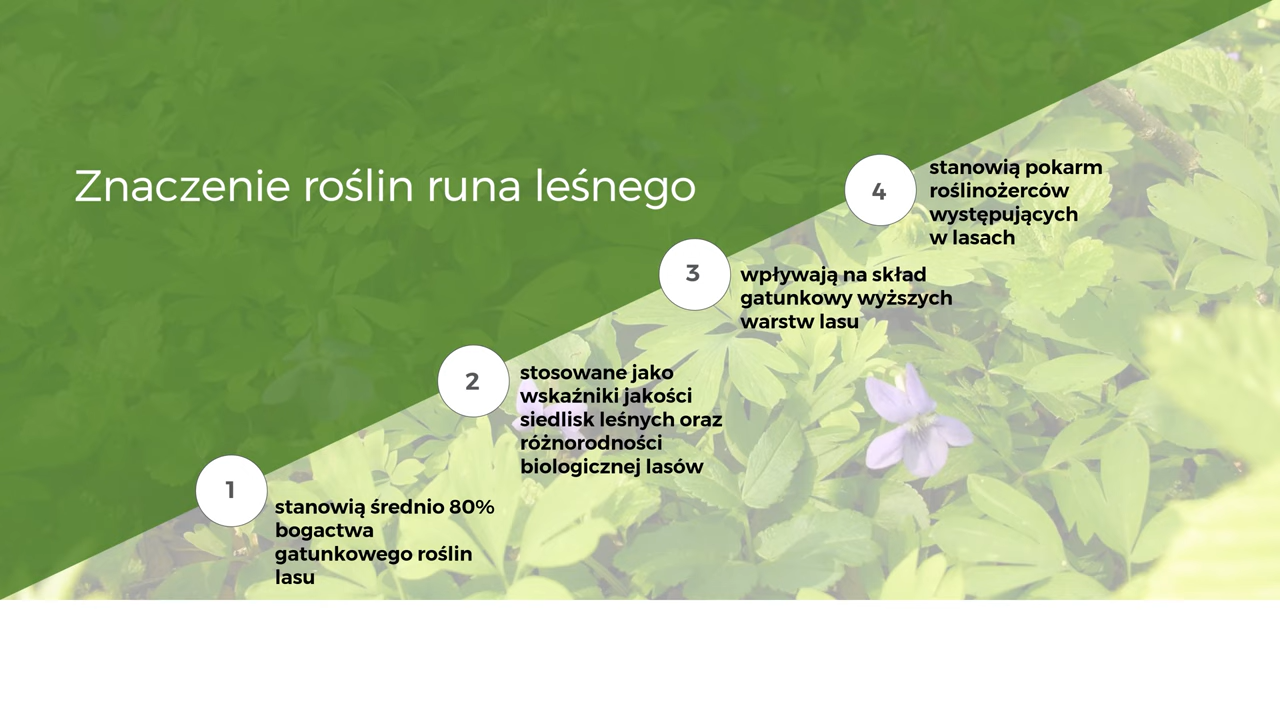 Znaczenie roślin runa leśnego
1
stanowią średnio 80%
bogactwa
gatunkowego roślin
lasu
2
stosowane jako
wskaźniki jakości
siedlisk leśnych oraz
różnorodności
biologicznej lasów
3
wpływają na skład
gatunkowy wyższych
warstw lasu
4
stanowią pokarm
roślinożerców
występujących
w lasach